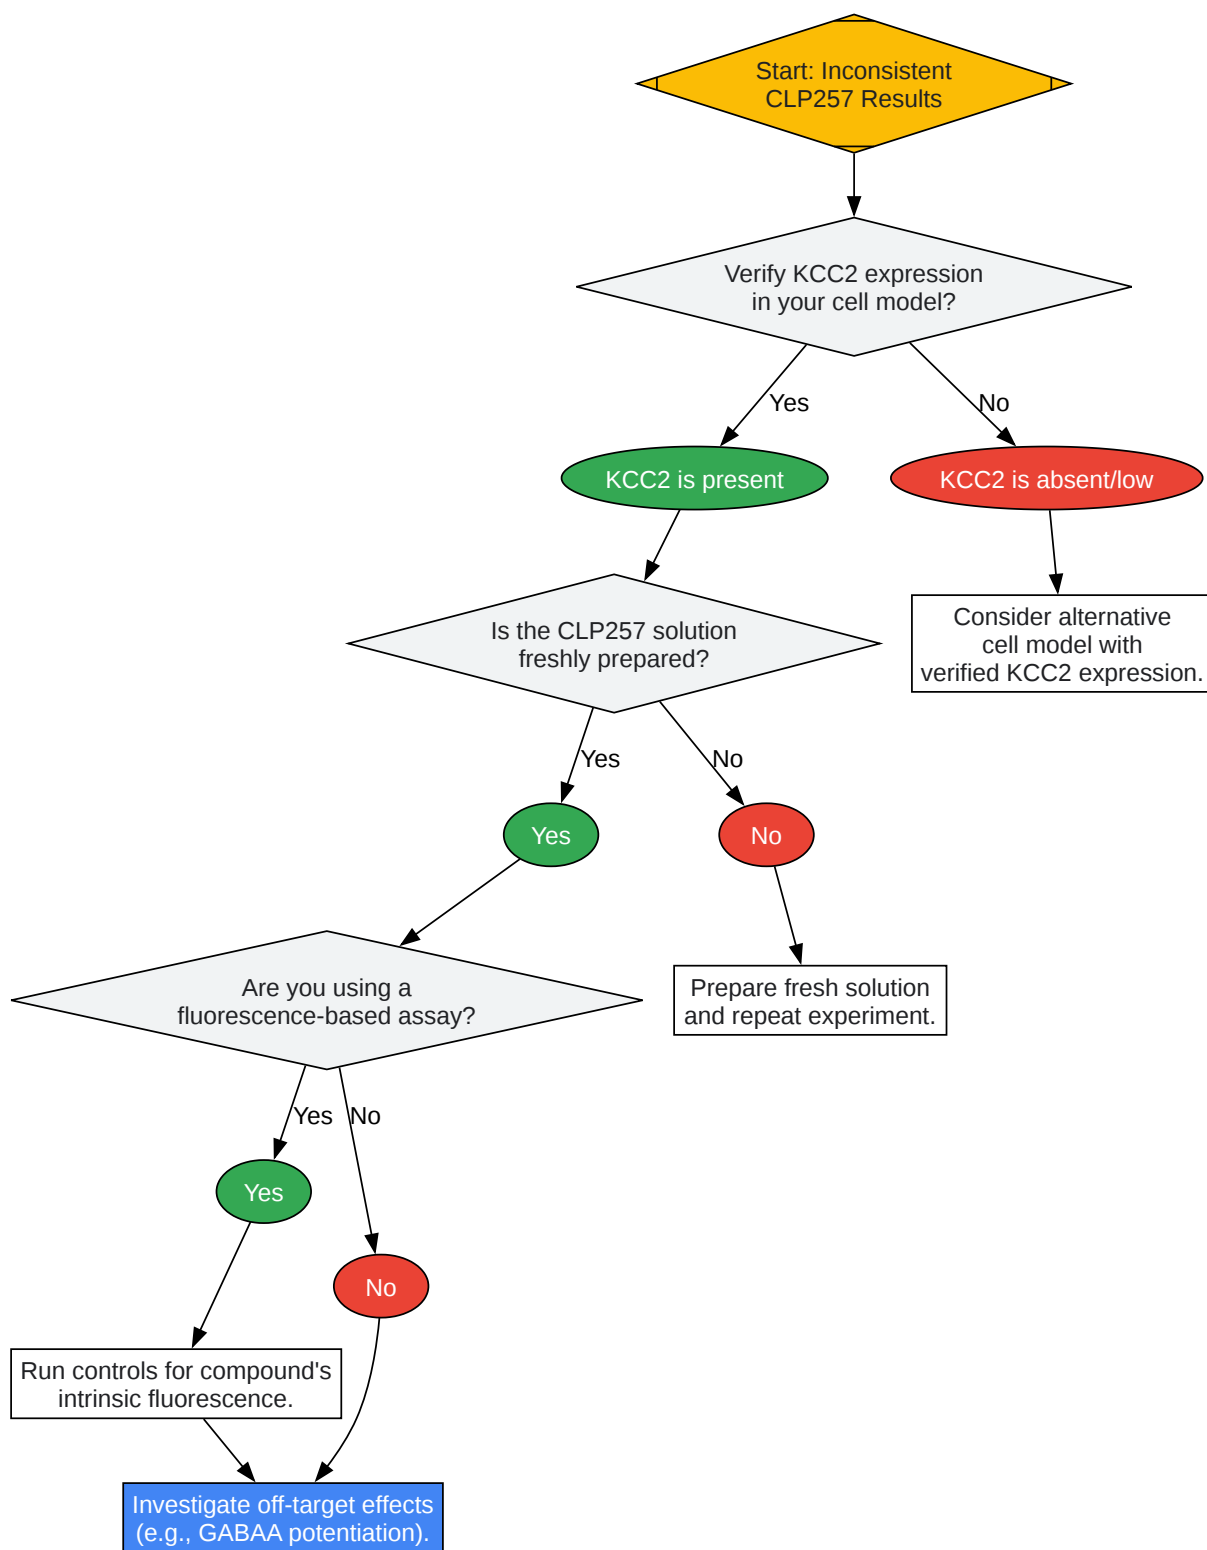 Start: Inconsistent
CLP257 Results
Verify KCC2 expression
in your cell model?
Yes
No
KCC2 is present
KCC2 is absent/low
Is the CLP257 solution
freshly prepared?
Consider alternative
cell model with
verified KCC2 expression.
Yes
No
Yes
No
Are you using a
fluorescence-based assay?
Prepare fresh solution
and repeat experiment.
Yes
No
Yes
No
Run controls for compound's
intrinsic fluorescence.
Investigate off-target effects
(e.g., GABAA potentiation).